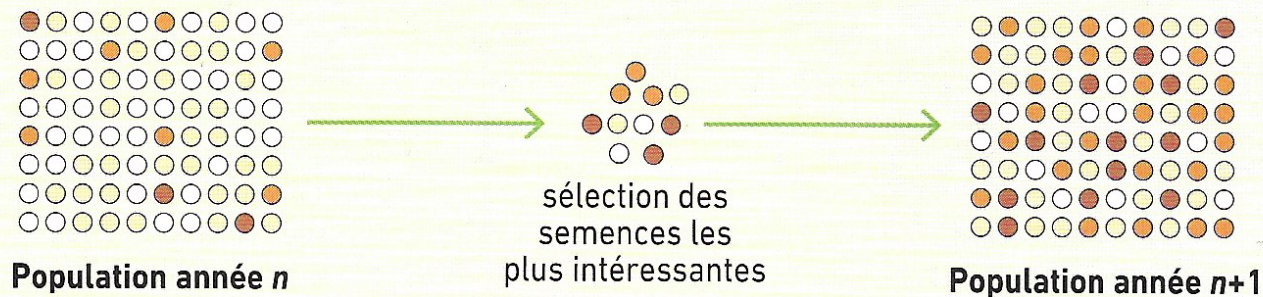 sélection des
semences les
plus intéressantes
Population année n
Population année n+1